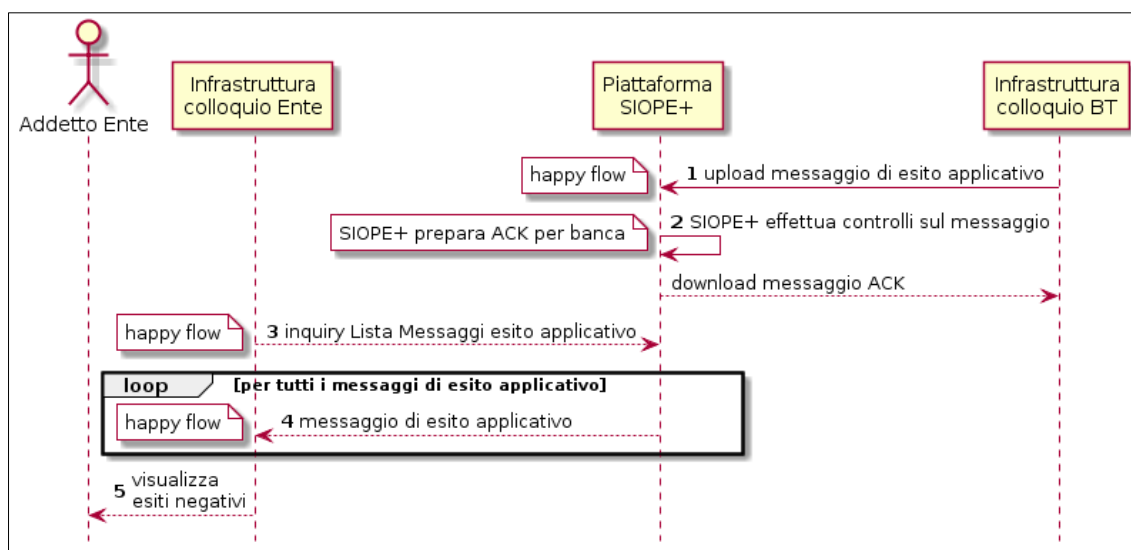 Addetto Ente
Infrastruttura
colloquio Ente
Piattaforma
SIOPE+
Infrastruttura
colloquio BT
happy flow
1 upload messaggio di esito applicativo
SIOPE+ prepara ACK per banca
2 SIOPE+ effettua controlli sul messaggio
download messaggio ACK
happy flow
3 inquiry Lista Messaggi esito applicativo
loop [per tutti i messaggi di esito applicativo]
happy flow
4 messaggio di esito applicativo
5 visualizza
esiti negativi